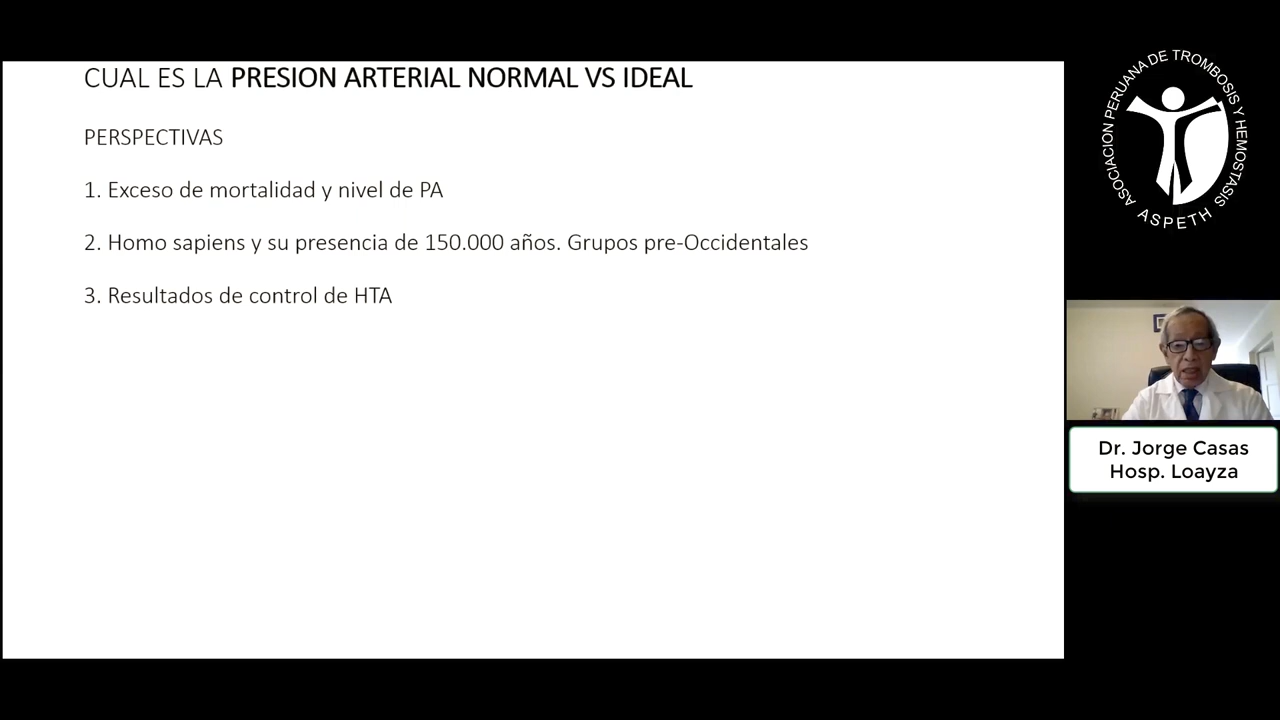 CUAL ES LA PRESION ARTERIAL NORMAL VS IDEAL
PERSPECTIVAS
1. Exceso de mortalidad y nivel de PA
2. Homo sapiens y su presencia de 150.000 años. Grupos pre-Occidentales
3. Resultados de control de HTA
ASOCIACION PERUANA DE TROMBOSIS Y HEMOSTASIS
ASPETH
Dr. Jorge Casas
Hosp. Loayza